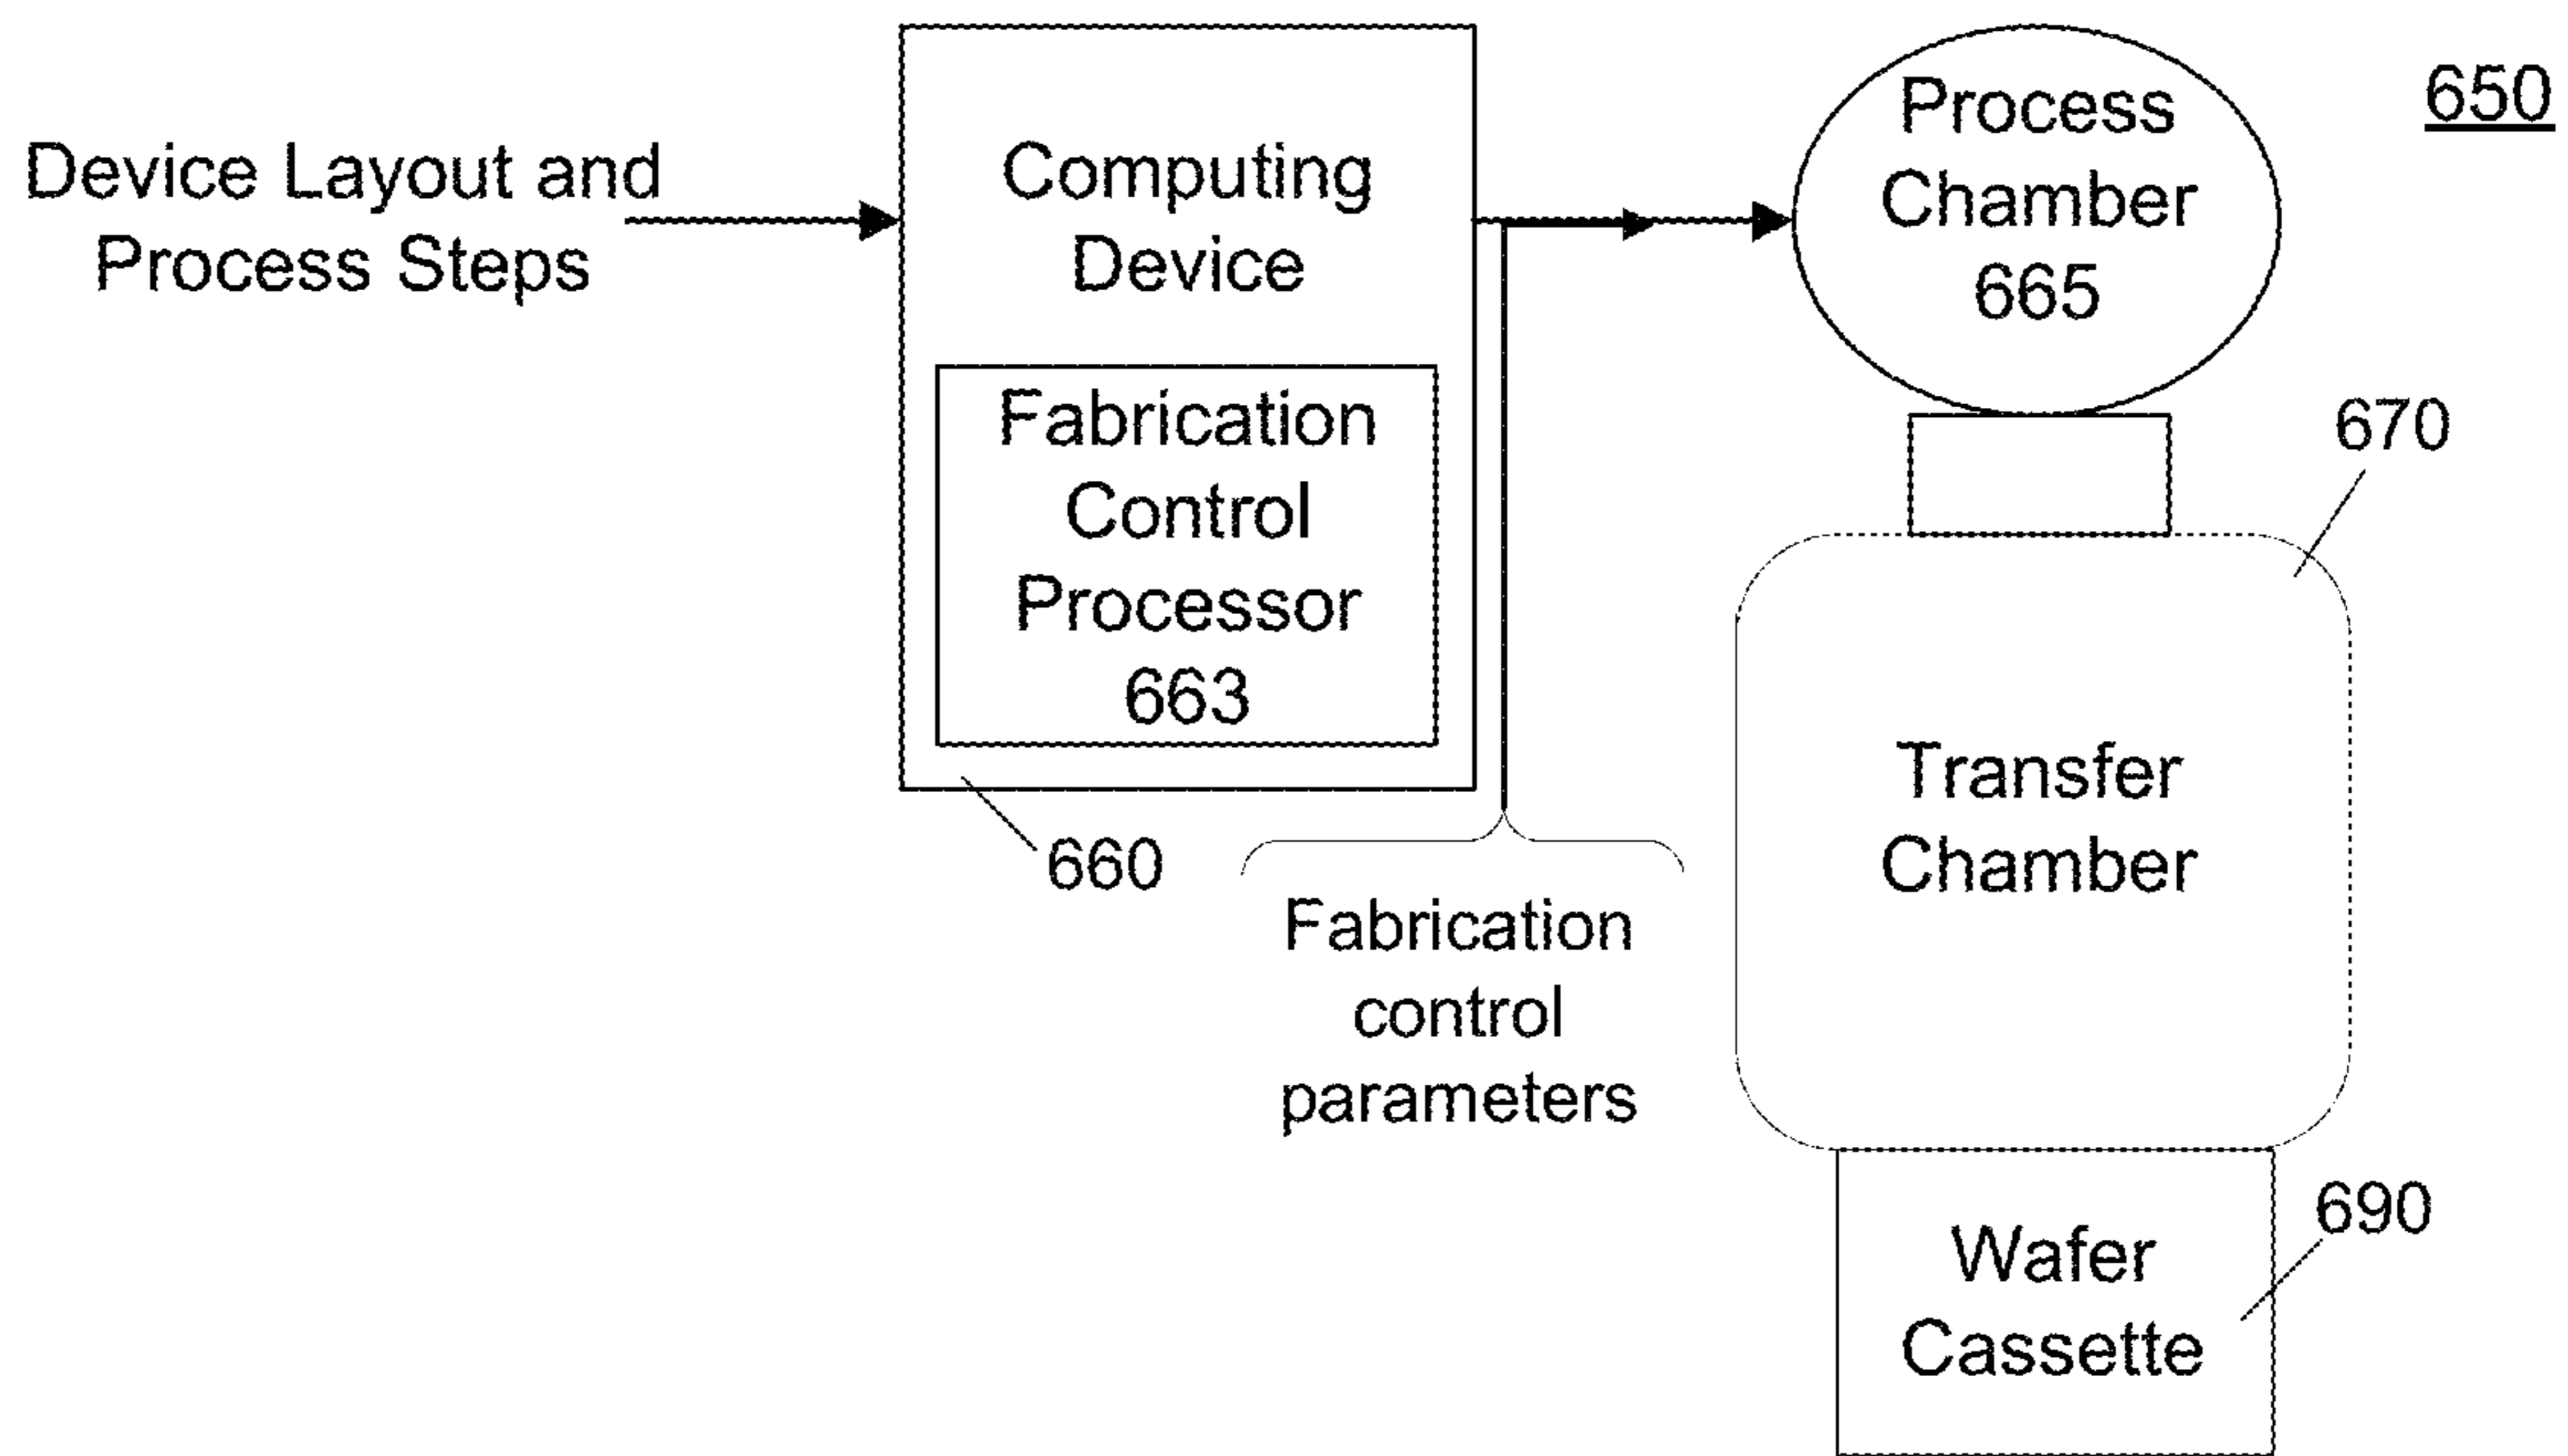 Device Layout and
Process Steps
Computing
Device
Fabrication
Control
Processor
663
660
Fabrication
control
parameters
Process
Chamber
665
650
670
Transfer
Chamber
690
Wafer
Cassette